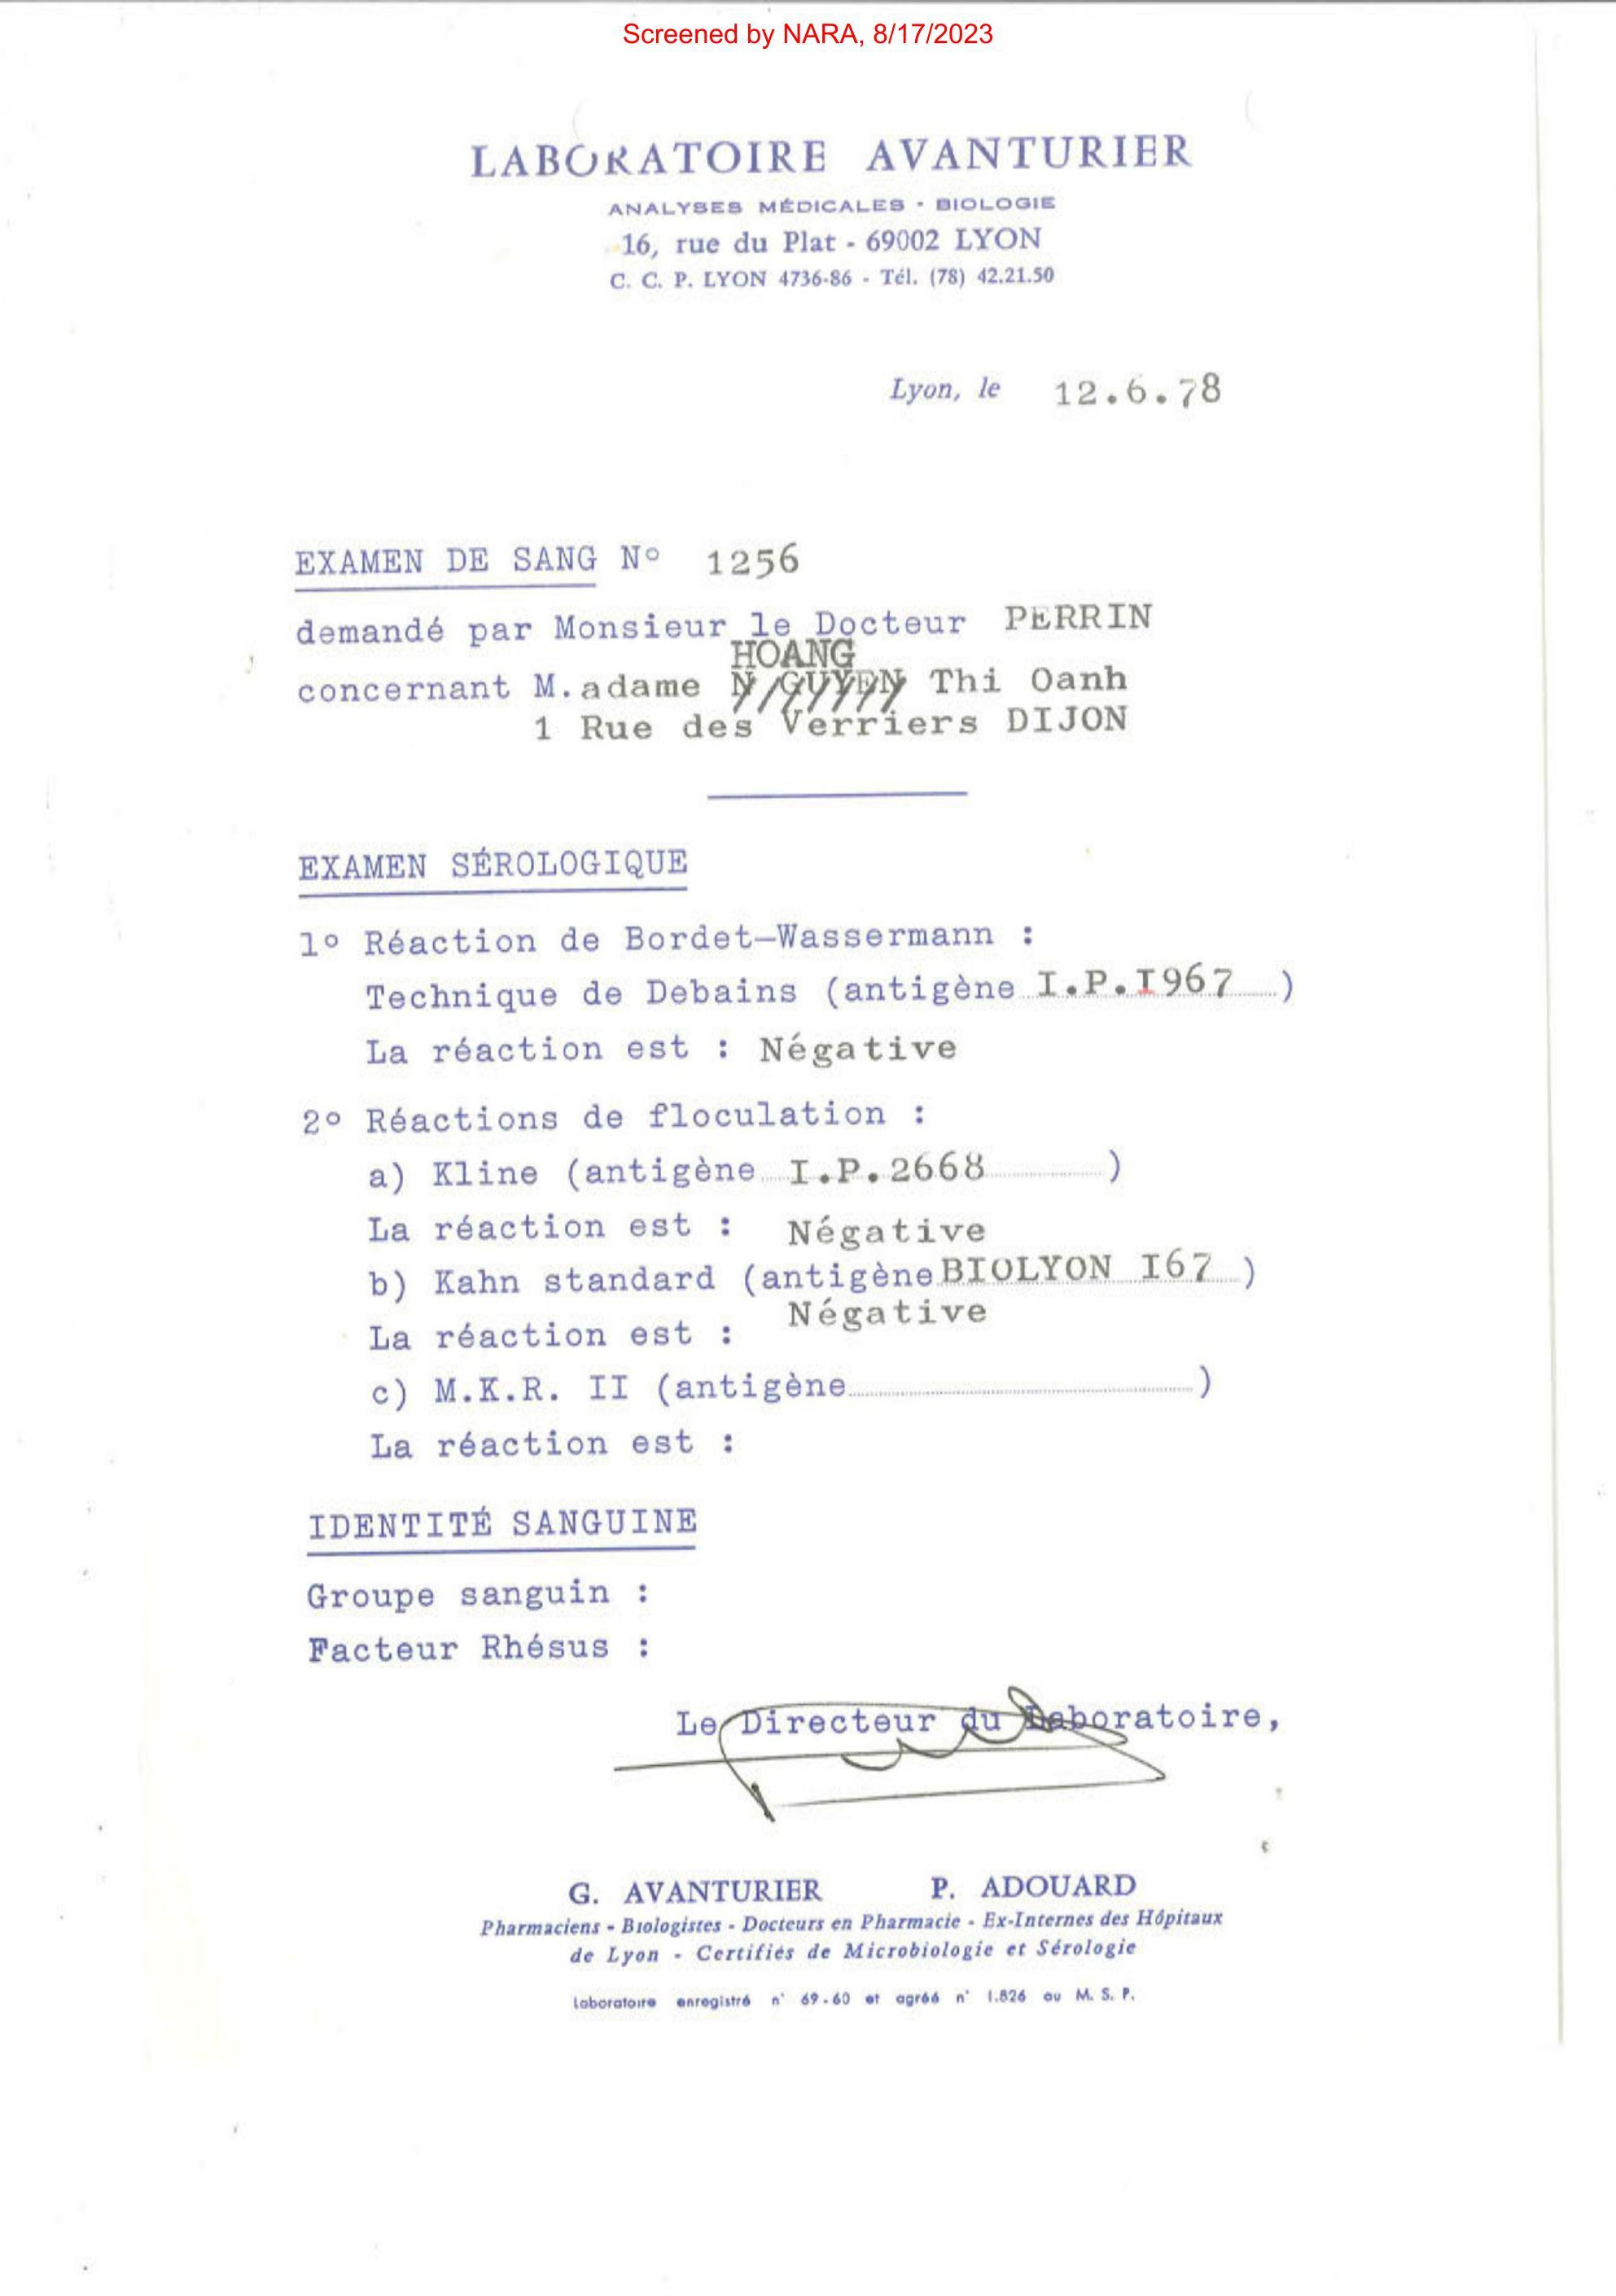 Screened by NARA, 8/17/2023
LABORATOIRE AVANTURIER
ANALYSES MÉDICALES - BIOLOGIE
16, rue du Plat - 69002 LYON
C. C. P. LYON 4736-86 - Tél. (78) 42.21.50
Lyon, le 12.6.78
EXAMEN DE SANG Nº 1256
demandé par Monsieur le Docteur PERRIN
HOANG
concernant M.adame NGUYEN Thi Oanh
1 Rue des Verriers DIJON
EXAMEN SÉROLOGIQUE
1º Réaction de Bordet-Wassermann :
Technique de Debains (antigène I.P.I967 )
La réaction est : Négative
2º Réactions de floculation :
a) Kline (antigène I.P.2668 )
La réaction est : Négative
b) Kahn standard (antigène BIOLYON I67 )
Négative
La réaction est :
c) M.K.R. II (antigène )
La réaction est :
IDENTITÉ SANGUINE
Groupe sanguin :
Facteur Rhésus :
Le Directeur du Laboratoire,
G. AVANTURIER P. ADOUARD
Pharmaciens - Biologistes - Docteurs en Pharmacie - Ex-Internes des Hôpitaux
de Lyon - Certifiés de Microbiologie et Sérologie
Laboratoire enregistré n° 69-60 et agréé n° 1.826 au M. S. P.